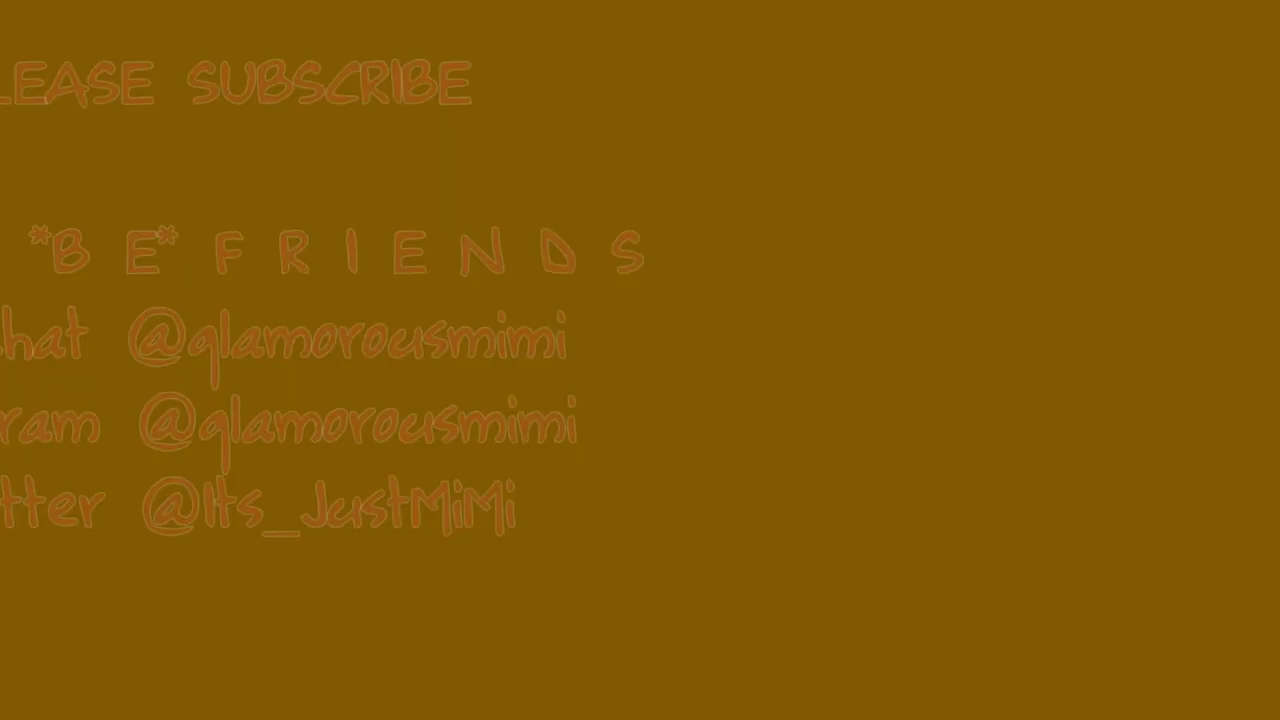 LEASE SUBSCRIBE
*B E* F R I E N D S
hat @glamorousmimi
ram @glamorousmimi
tter @Its_JustMiMi